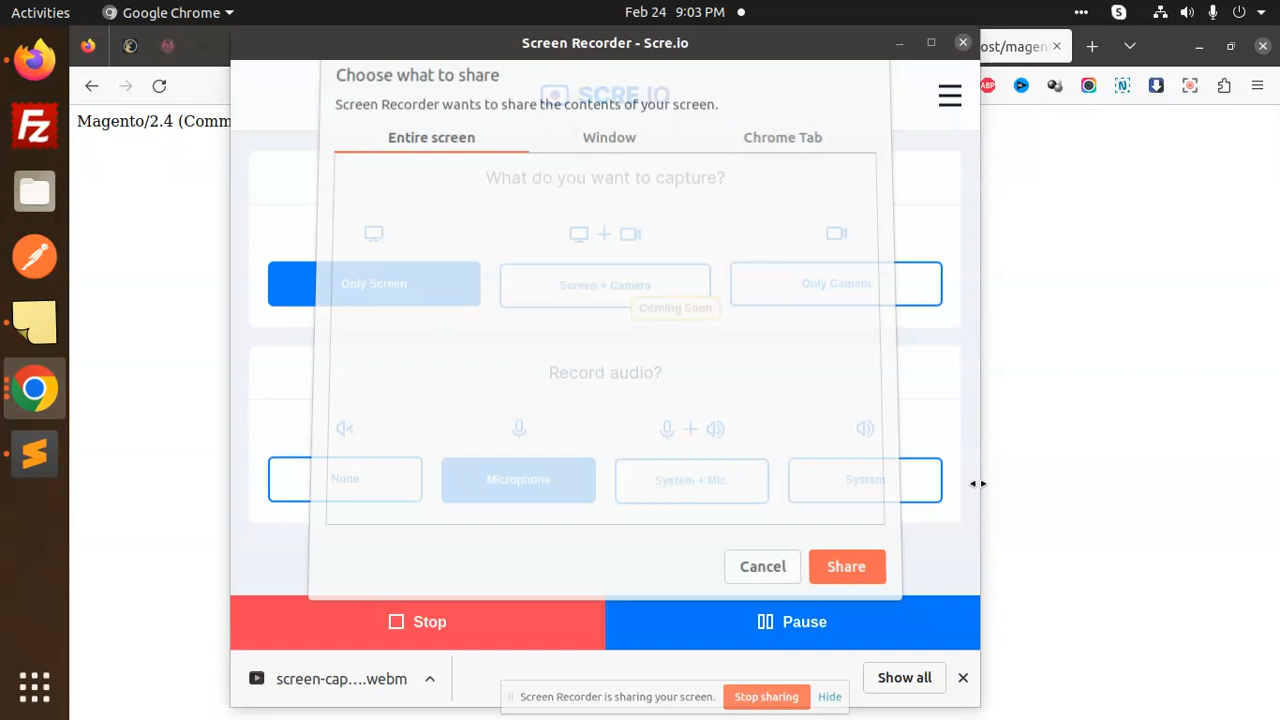 Activities
Google Chrome
Feb 24 9:03 PM
Screen Recorder - Scre.io
ost/magen
ABP
Magento/2.4 (Comm
Choose what to share
SCRE.IO
Screen Recorder wants to share the contents of your screen.
Entire screen
Window
Chrome Tab
What do you want to capture?
Only Screen
Screen + Camera
Only Camera
Coming Soon
Record audio?
None
Microphone
System + Mic.
System
Cancel
Share
Stop
Pause
screen-cap....webm
Show all
Screen Recorder is sharing your screen.
Stop sharing
Hide